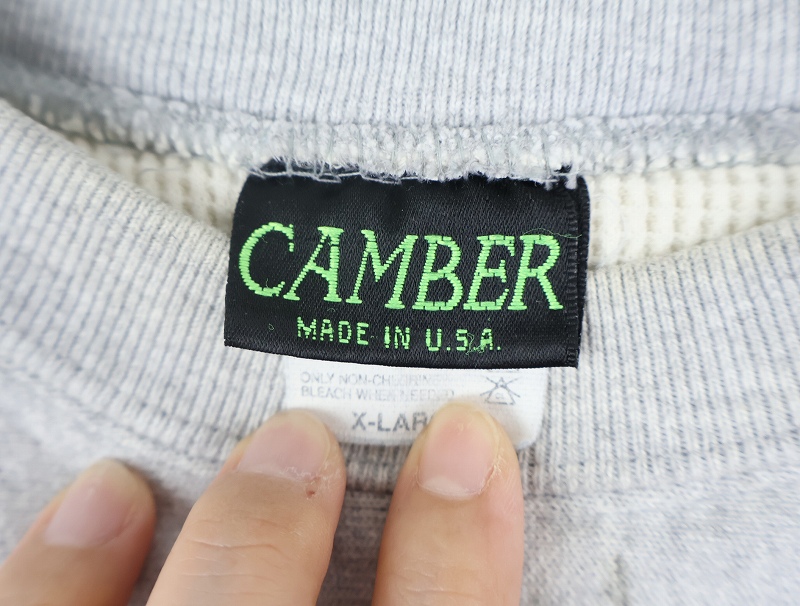 CAMBER
MADE IN U.S.A.
ONLY NON-CHLORINE
BLEACH WHEN NEEDED